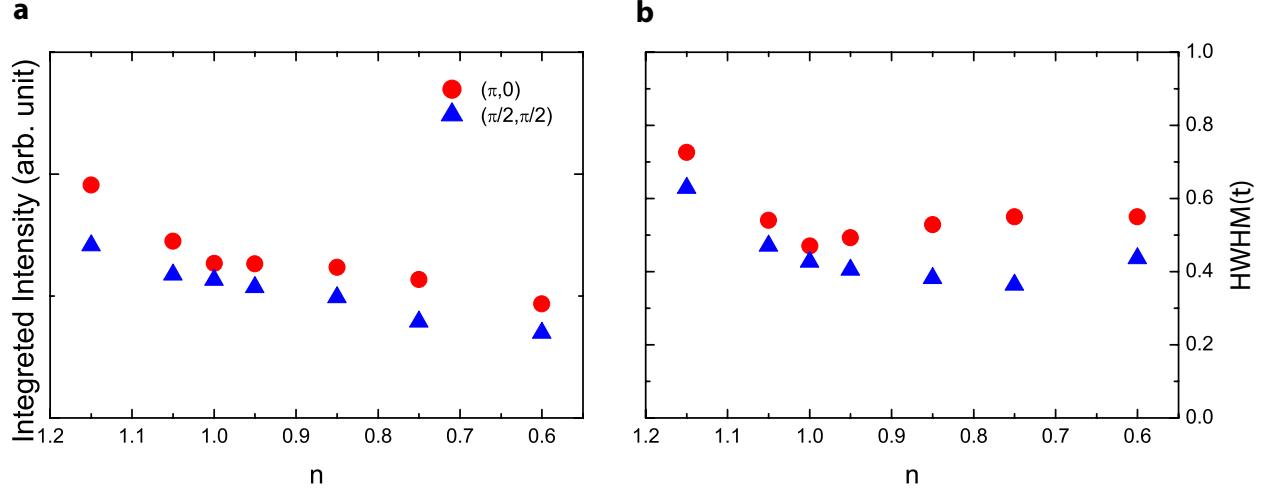 a
Integreted Intensity (arb. unit)
(π,0)
(π/2,π/2)
1.2 1.1 1.0 0.9 0.8 0.7 0.6
n
b
1.0
0.8
0.6
0.4
0.2
0.0
HWHM(t)
1.2 1.1 1.0 0.9 0.8 0.7 0.6
n